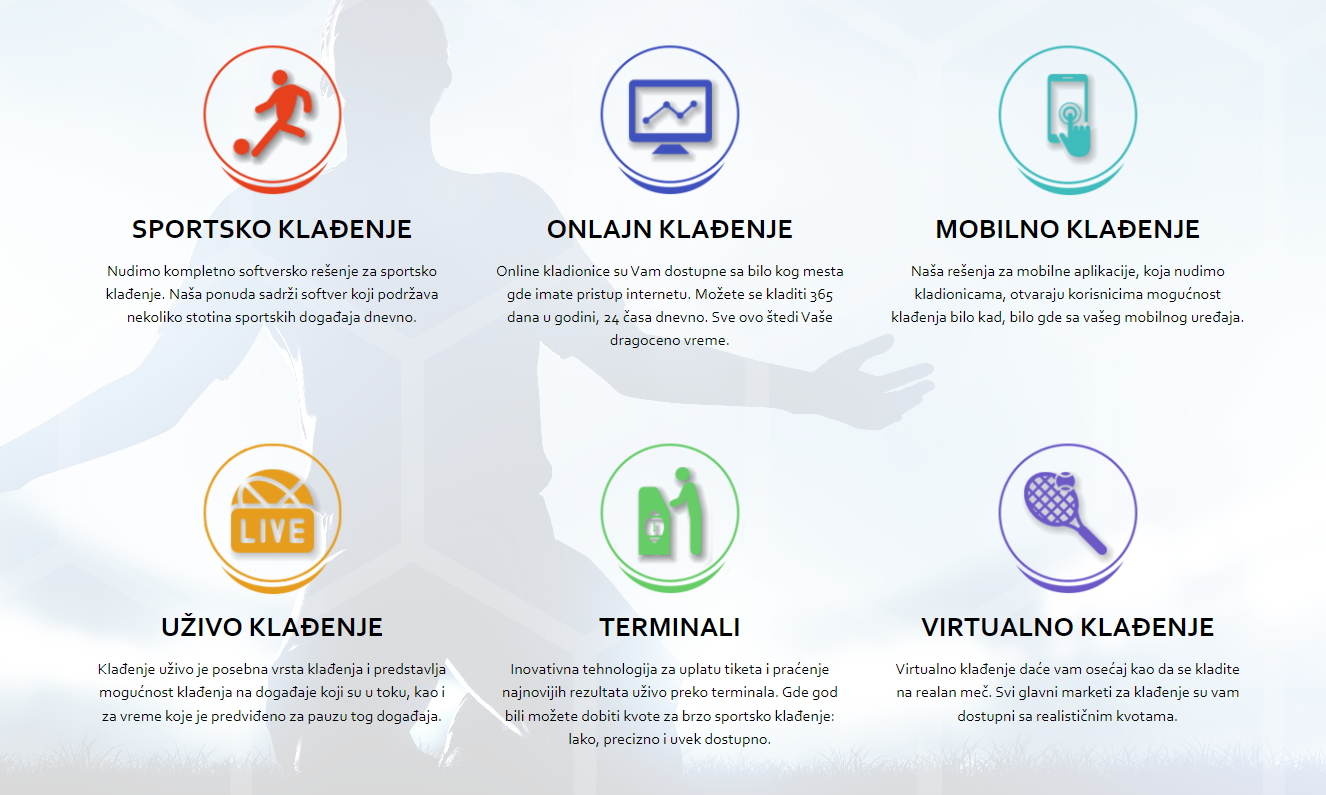 SPORTSKO KLAĐENJE
Nudimo kompletno softversko rešenje za sportsko
klađenje. Naša ponuda sadrži softver koji podržava
nekoliko stotina sportskih događaja dnevno.
ONLAJN KLAĐENJE
Online kladionice su Vam dostupne sa bilo kog mesta
gde imate pristup internetu. Možete se kladiti 365
dana u godini, 24 časa dnevno. Sve ovo štedi Vaše
dragoceno vreme.
MOBILNO KLAĐENJE
Naša rešenja za mobilne aplikacije, koja nudimo
kladionicama, otvaraju korisnicima mogućnost
klađenja bilo kad, bilo gde sa vašeg mobilnog uređaja.
LIVE
UŽIVO KLAĐENJE
Klađenje uživo je posebna vrsta klađenja i predstavlja
mogućnost klađenja na događaje koji su u toku, kao i
za vreme koje je predviđeno za pauzu tog događaja.
TERMINALI
Inovativna tehnologija za uplatu tiketa i praćenje
najnovijih rezultata uživo preko terminala. Gde god
bili možete dobiti kvote za brzo sportsko klađenje:
lako, precizno i uvek dostupno.
VIRTUALNO KLAĐENJE
Virtualno klađenje daće vam osećaj kao da se kladite
na realan meč. Svi glavni marketi za klađenje su vam
dostupni sa realističnim kvotama.